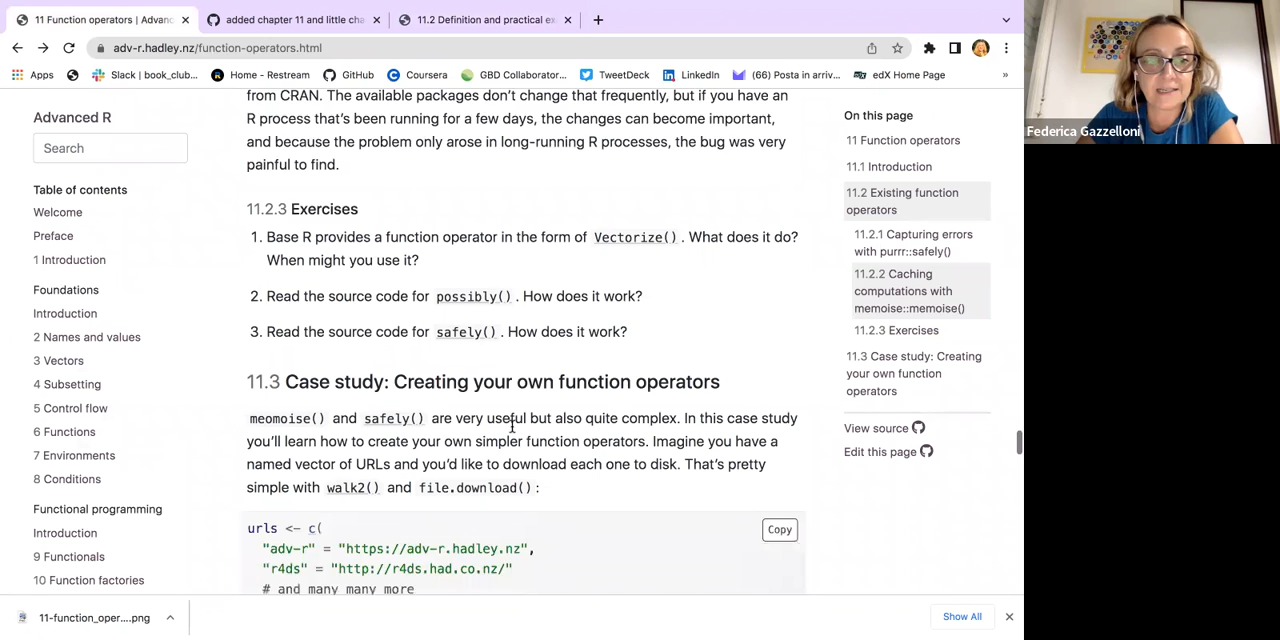 11 Function operators | Advanc
added chapter 11 and little cha
11.2 Definition and practical ex
adv-r.hadley.nz/function-operators.html
Apps
Slack | book_club...
Home - Restream
GitHub
Coursera
GBD Collaborator...
TweetDeck
LinkedIn
(66) Posta in arriv...
edX Home Page
»
Advanced R
Search
Table of contents
Welcome
Preface
1 Introduction
Foundations
Introduction
2 Names and values
3 Vectors
4 Subsetting
5 Control flow
6 Functions
7 Environments
8 Conditions
Functional programming
Introduction
9 Functionals
10 Function factories
from CRAN. The available packages don't change that frequently, but if you have an
R process that's been running for a few days, the changes can become important,
and because the problem only arose in long-running R processes, the bug was very
painful to find.
11.2.3 Exercises
1. Base R provides a function operator in the form of Vectorize(). What does it do?
When might you use it?
2. Read the source code for possibly(). How does it work?
3. Read the source code for safely(). How does it work?
11.3 Case study: Creating your own function operators
meomoise() and safely() are very useful but also quite complex. In this case study
you'll learn how to create your own simpler function operators. Imagine you have a
named vector of URLs and you'd like to download each one to disk. That's pretty
simple with walk2() and file.download():
urls <- c(
"adv-r" = "https://adv-r.hadley.nz",
"r4ds" = "http://r4ds.had.co.nz/"
# and many many more
Copy
On this page
11 Function operators
11.1 Introduction
11.2 Existing function
operators
11.2.1 Capturing errors
with purrr::safely()
11.2.2 Caching
computations with
memoise::memoise()
11.2.3 Exercises
11.3 Case study: Creating
your own function
operators
View source
Edit this page
11-function_oper....png
Show All
Federica Gazzelloni